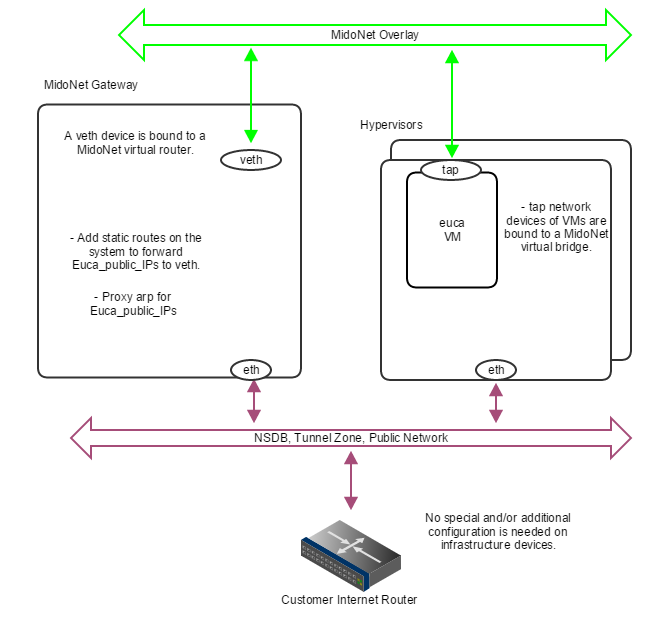 MidoNet Overlay
MidoNet Gateway
A veth device is bound to a
MidoNet virtual router.
veth
- Add static routes on the
system to forward
Euca_public_IPs to veth.
- Proxy arp for
Euca_public_IPs
eth
Hypervisors
tap
euca
VM
- tap network
devices of VMs are
bound to a MidoNet
virtual bridge.
eth
NSDB, Tunnel Zone, Public Network
No special and/or additional
configuration is needed on
infrastructure devices.
Customer Internet Router